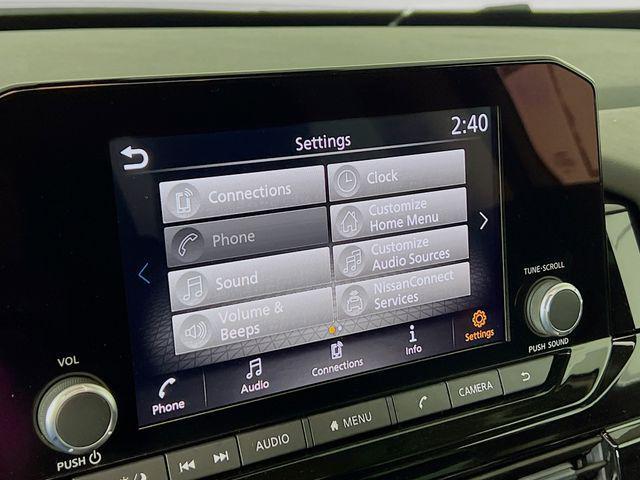 2:40
Settings
Connections
Clock
Phone
Customize
Home Menu
Sound
Customize
Audio Sources
Volume &
Beeps
NissanConnect
Services
Phone
Audio
Connections
Info
Settings
TUNE·SCROLL
PUSH SOUND
VOL
PUSH
AUDIO
MENU
CAMERA